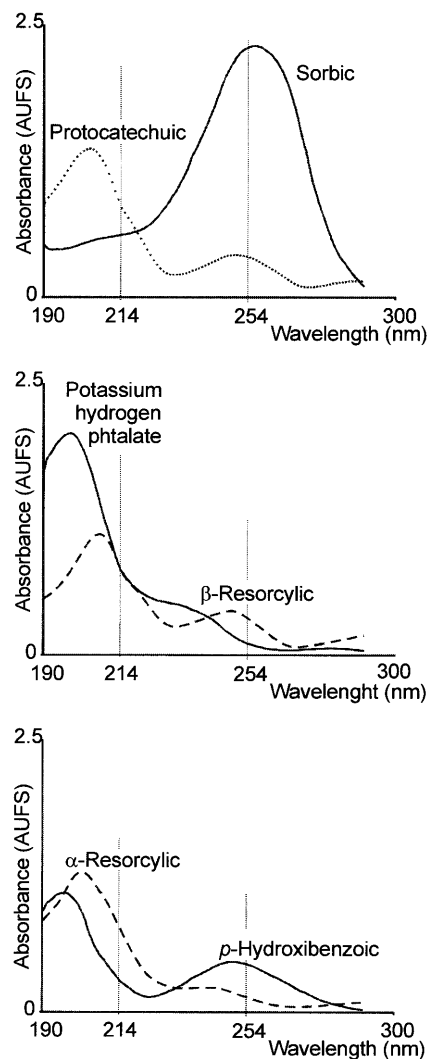 2.5
Absorbance (AUFS)
Sorbic
Protocatechuic
0
190
214
254
300
Wavelength (nm)
2.5
Absorbance (AUFS)
Potassium
hydrogen
phtalate
β-Resorcylic
0
190
214
254
300
Wavelenght (nm)
2.5
Absorbance (AUFS)
α-Resorcylic
p-Hydroxibenzoic
0
190
214
254
300
Wavelength (nm)